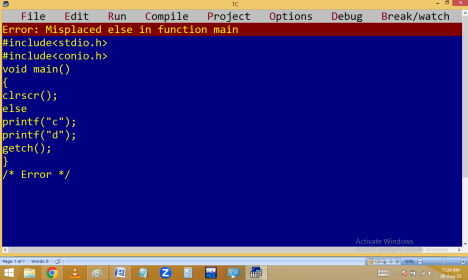 TC
File Edit Run Compile Project Options Debug Break/watch
Error: Misplaced else in function main
#include<stdio.h>
#include<conio.h>
void main()
{
clrscr();
else
printf("c");
printf("d");
getch();
}
/* Error */
Activate Windows
Page: 1 of 1 Words: 0